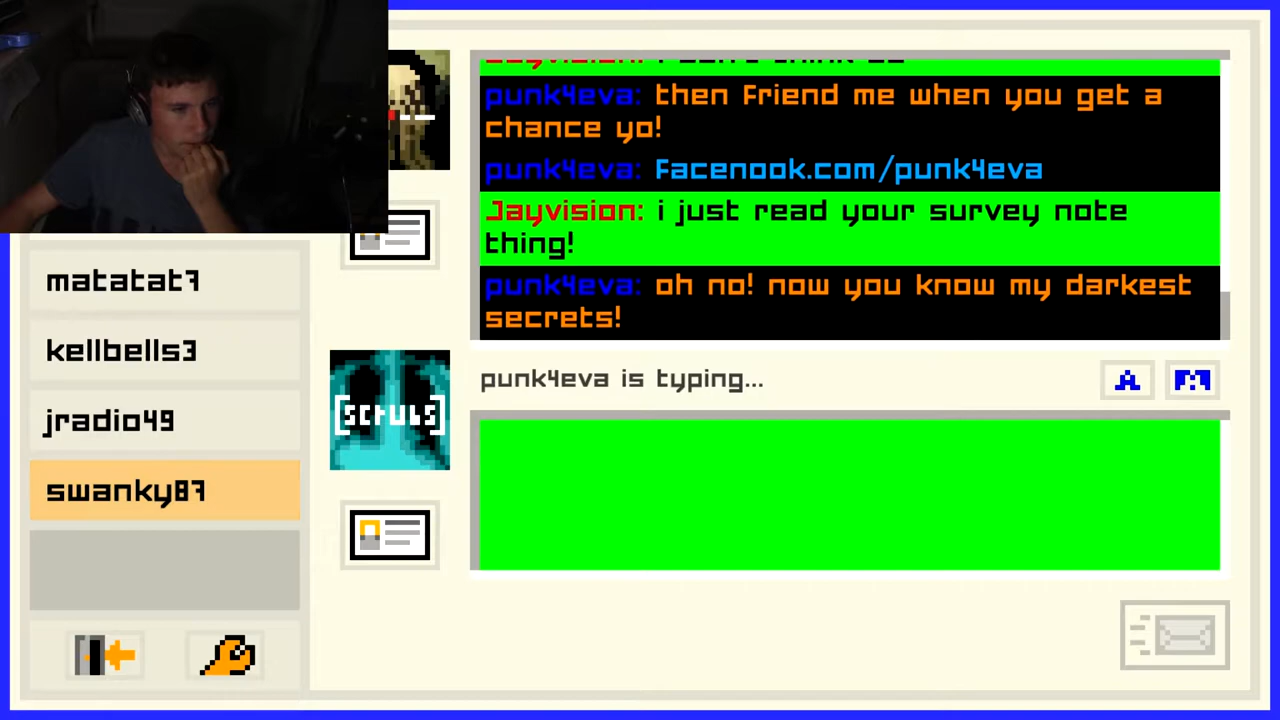 punk4eva: then friend me when you get a
chance yo!
punk4eva: Facenook.com/punk4eva
Jayvision: i just read your survey note
thing!
punk4eva: oh no! now you know my darkest
secrets!
punk4eva is typing...
A
matatat7
kellbells3
jradio49
swanky87
[SCrUbS]